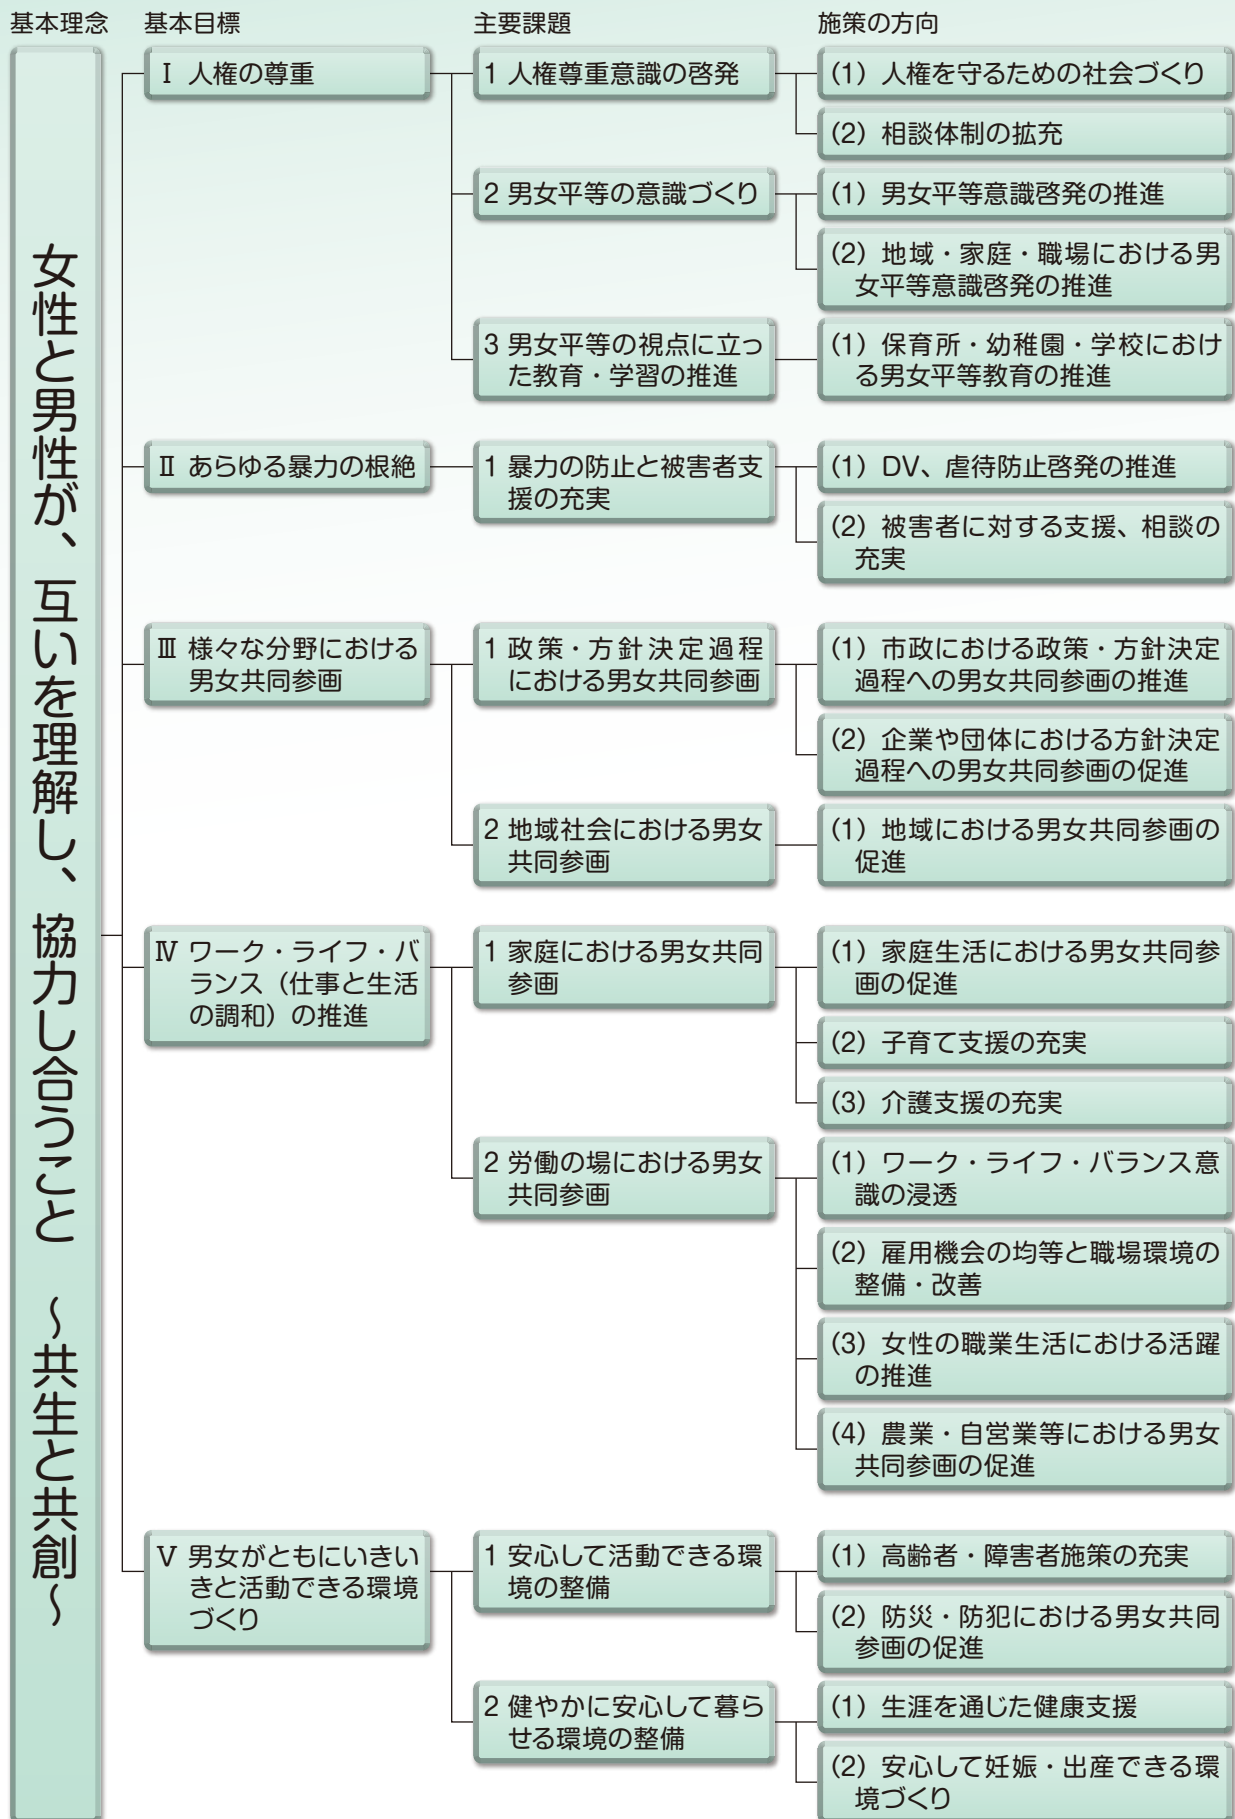 基本理念
基本目標
主要課題
施策の方向
女性と男性が、互いを理解し、協力し合うこと　～共生と共創～
Ⅰ 人権の尊重
1 人権尊重意識の啓発
(1) 人権を守るための社会づくり
(2) 相談体制の拡充
2 男女平等の意識づくり
(1) 男女平等意識啓発の推進
(2) 地域・家庭・職場における男
女平等意識啓発の推進
3 男女平等の視点に立っ
た教育・学習の推進
(1) 保育所・幼稚園・学校におけ
る男女平等教育の推進
Ⅱ あらゆる暴力の根絶
1 暴力の防止と被害者支
援の充実
(1) DV、虐待防止啓発の推進
(2) 被害者に対する支援、相談の
充実
Ⅲ 様々な分野における
男女共同参画
1 政策・方針決定過程
における男女共同参画
(1) 市政における政策・方針決定
過程への男女共同参画の推進
(2) 企業や団体における方針決定
過程への男女共同参画の促進
2 地域社会における男女
共同参画
(1) 地域における男女共同参画の
促進
Ⅳ ワーク・ライフ・バ
ランス（仕事と生活
の調和）の推進
1 家庭における男女共同
参画
(1) 家庭生活における男女共同参
画の促進
(2) 子育て支援の充実
(3) 介護支援の充実
2 労働の場における男女
共同参画
(1) ワーク・ライフ・バランス意
識の浸透
(2) 雇用機会の均等と職場環境の
整備・改善
(3) 女性の職業生活における活躍
の推進
(4) 農業・自営業等における男女
共同参画の促進
Ⅴ 男女がともにいきい
きと活動できる環境
づくり
1 安心して活動できる環
境の整備
(1) 高齢者・障害者施策の充実
(2) 防災・防犯における男女共同
参画の促進
2 健やかに安心して暮ら
せる環境の整備
(1) 生涯を通じた健康支援
(2) 安心して妊娠・出産できる環
境づくり